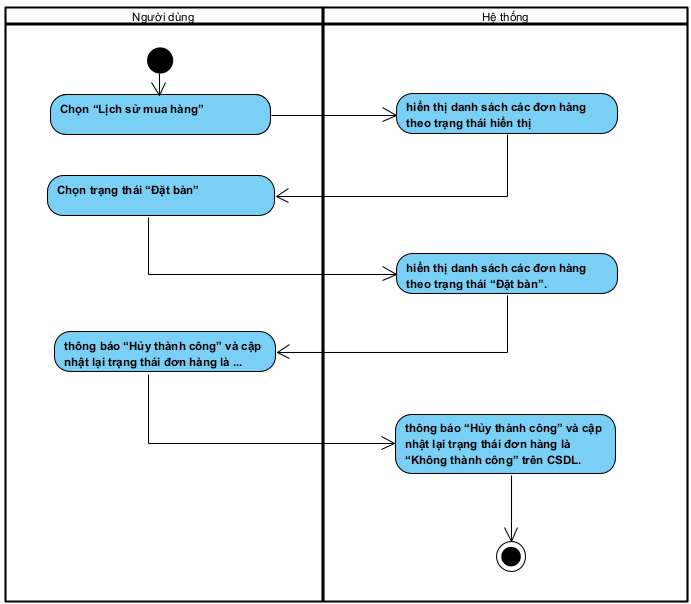 Người dùng
Hệ thống
Chọn “Lịch sử mua hàng”
hiển thị danh sách các đơn hàng
theo trạng thái hiển thị
Chọn trạng thái “Đặt bàn”
hiển thị danh sách các đơn hàng
theo trạng thái “Đặt bàn”.
thông báo “Hủy thành công” và cập
nhật lại trạng thái đơn hàng là ...
thông báo “Hủy thành công” và cập
nhật lại trạng thái đơn hàng là
“Không thành công” trên CSDL.